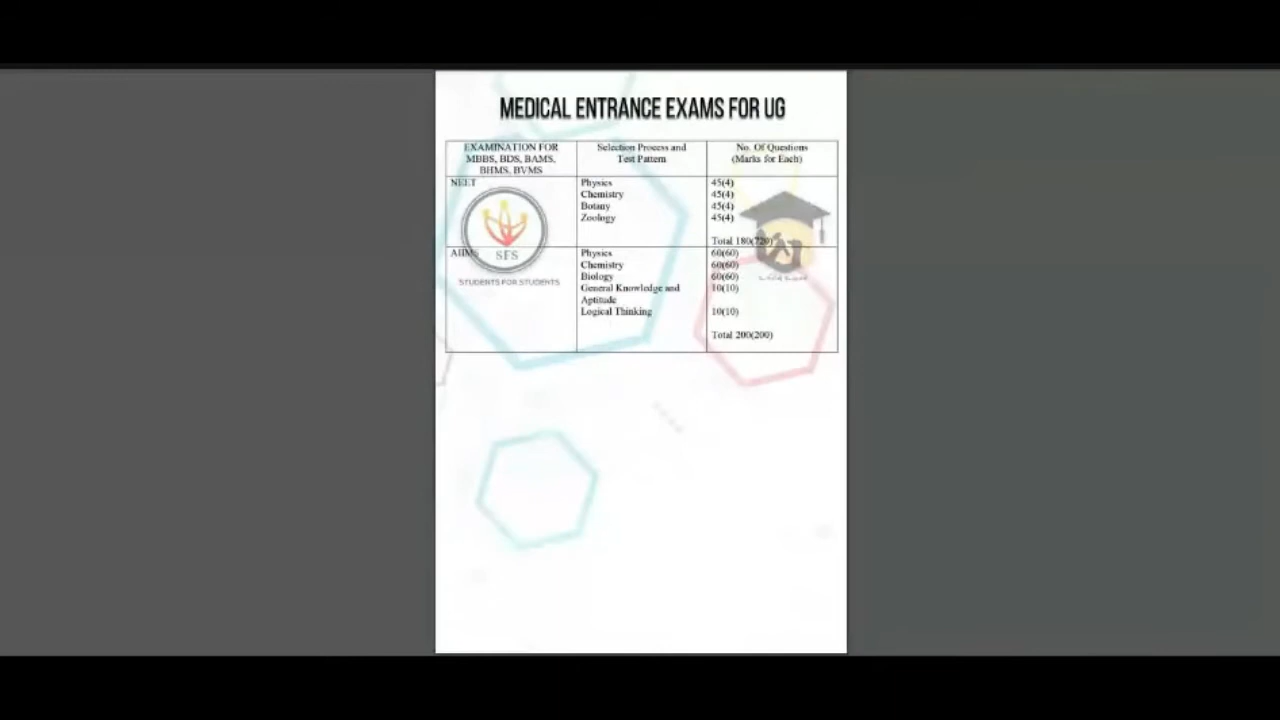 MEDICAL ENTRANCE EXAMS FOR UG
EXAMINATION FOR
MBBS, BDS, BAMS,
BHMS, BVMS
Selection Process and
Test Pattern
No. Of Questions
(Marks for Each)
NEET
Physics
Chemistry
Botany
Zoology
45(4)
45(4)
45(4)
45(4)
Total 180(720)
AIIMS
Physics
Chemistry
Biology
General Knowledge and
Aptitude
Logical Thinking
60(60)
60(60)
60(60)
10(10)
10(10)
Total 200(200)
SFS
STUDENTS FOR STUDENTS